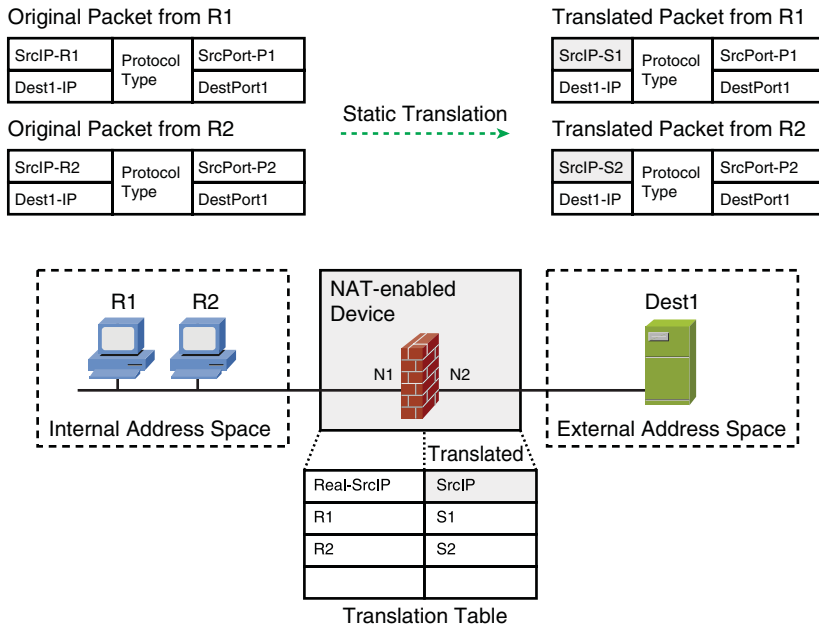 Original Packet from R1
SrcIP-R1
Protocol
Type
SrcPort-P1
Dest1-IP
DestPort1
Original Packet from R2
SrcIP-R2
Protocol
Type
SrcPort-P2
Dest1-IP
DestPort1
Static Translation
Translated Packet from R1
SrcIP-S1
Protocol
Type
SrcPort-P1
Dest1-IP
DestPort1
Translated Packet from R2
SrcIP-S2
Protocol
Type
SrcPort-P2
Dest1-IP
DestPort1
R1
R2
Internal Address Space
NAT-enabled
Device
N1
N2
Dest1
External Address Space
Translated
Real-SrcIP
SrcIP
R1
S1
R2
S2
Translation Table